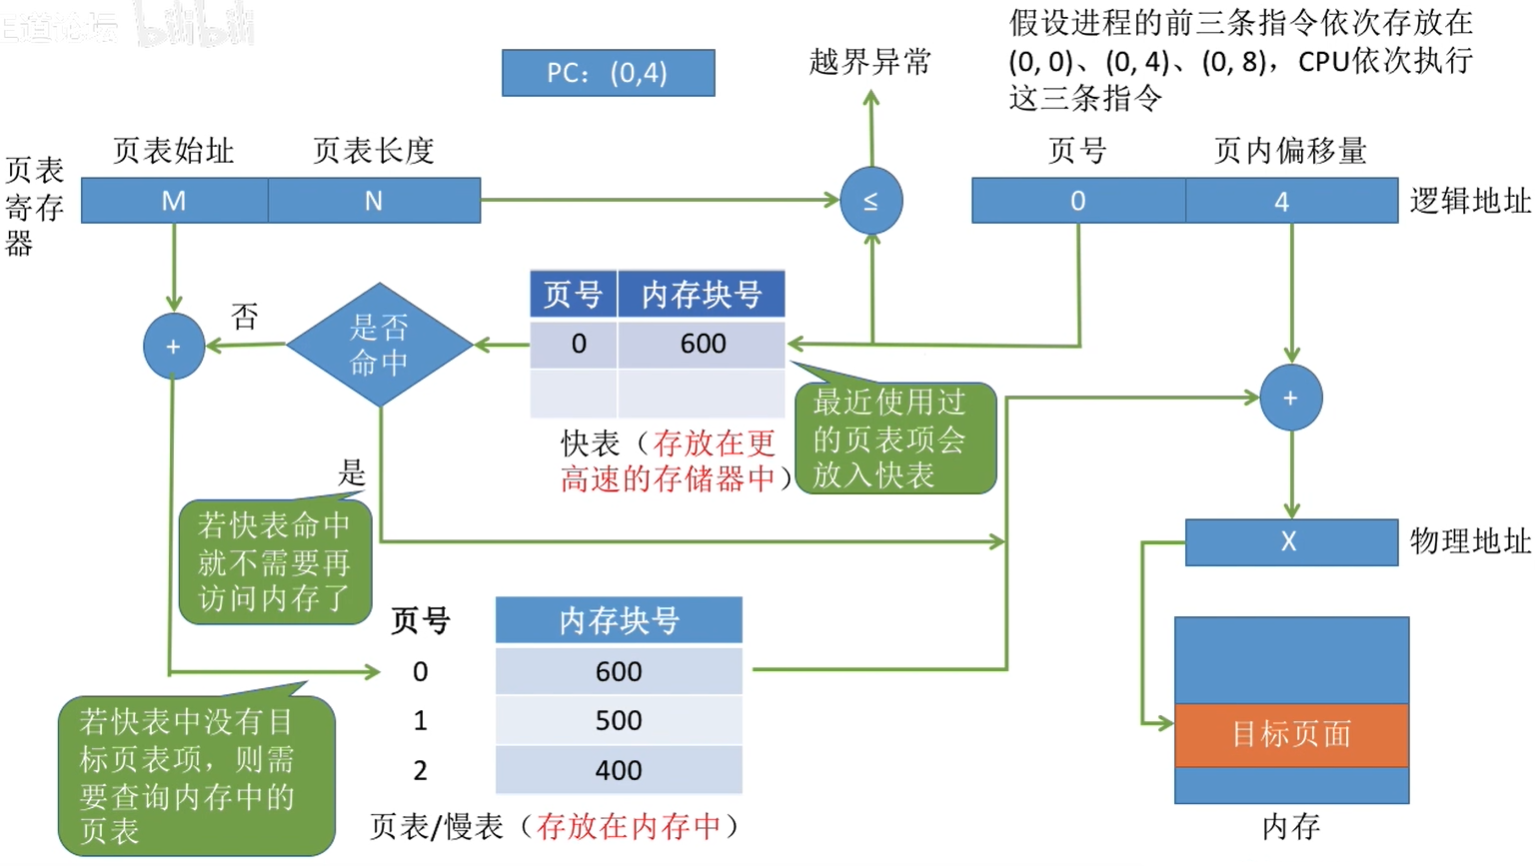 王道论坛 bilibili
假设进程的前三条指令依次存放在
(0, 0)、(0, 4)、(0, 8)，CPU依次执行
这三条指令
PC：(0,4)
越界异常
页表始址
页表长度
页号
页内偏移量
页表
寄存
器
M
N
≤
0
4
逻辑地址
页号
内存块号
0
600
是否
命中
否
+
+
最近使用过
的页表项会
放入快表
快表（存放在更
高速的存储器中）
是
若快表命中
就不需要再
访问内存了
X
物理地址
页号
内存块号
0
600
1
500
2
400
若快表中没有目
标页表项，则需
要查询内存中的
页表
页表/慢表（存放在内存中）
目标页面
内存